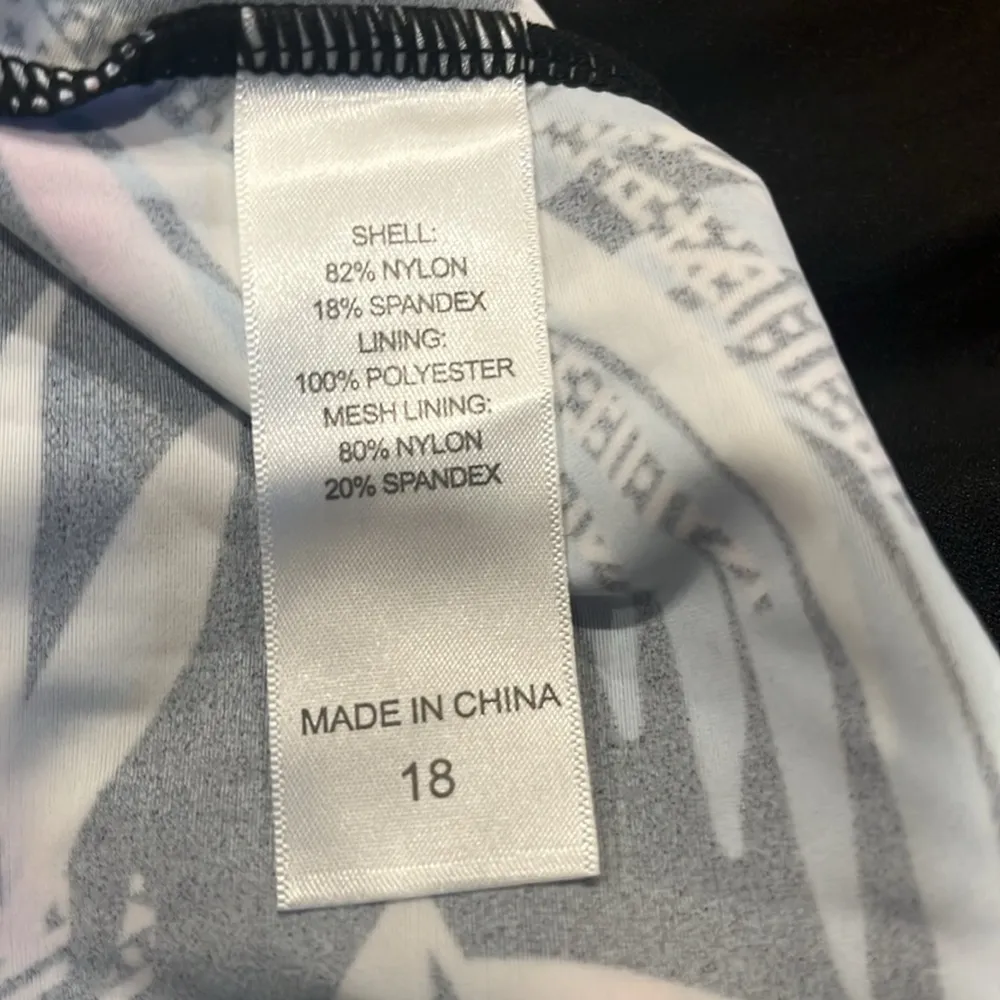 SHELL:
82% NYLON
18% SPANDEX
LINING:
100% POLYESTER
MESH LINING:
80% NYLON
20% SPANDEX
MADE IN CHINA
18